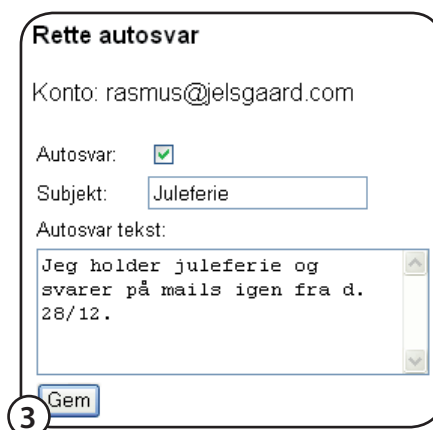 Rette autosvar
Konto: rasmus@jelsgaard.com
Autosvar:
Subjekt: Juleferie
Autosvar tekst:
Jeg holder juleferie og
svarer på mails igen fra d.
28/12.
Gem
3